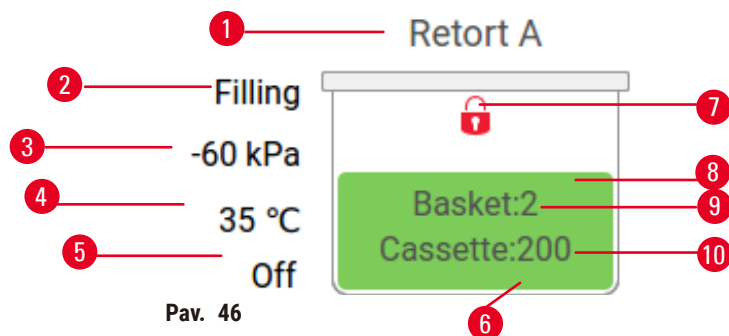 1 Retort A
2 Filling 7
3 -60 kPa 8
4 35 °C Basket:2 9
5 Off Cassette:200 10
Pav. 46 6